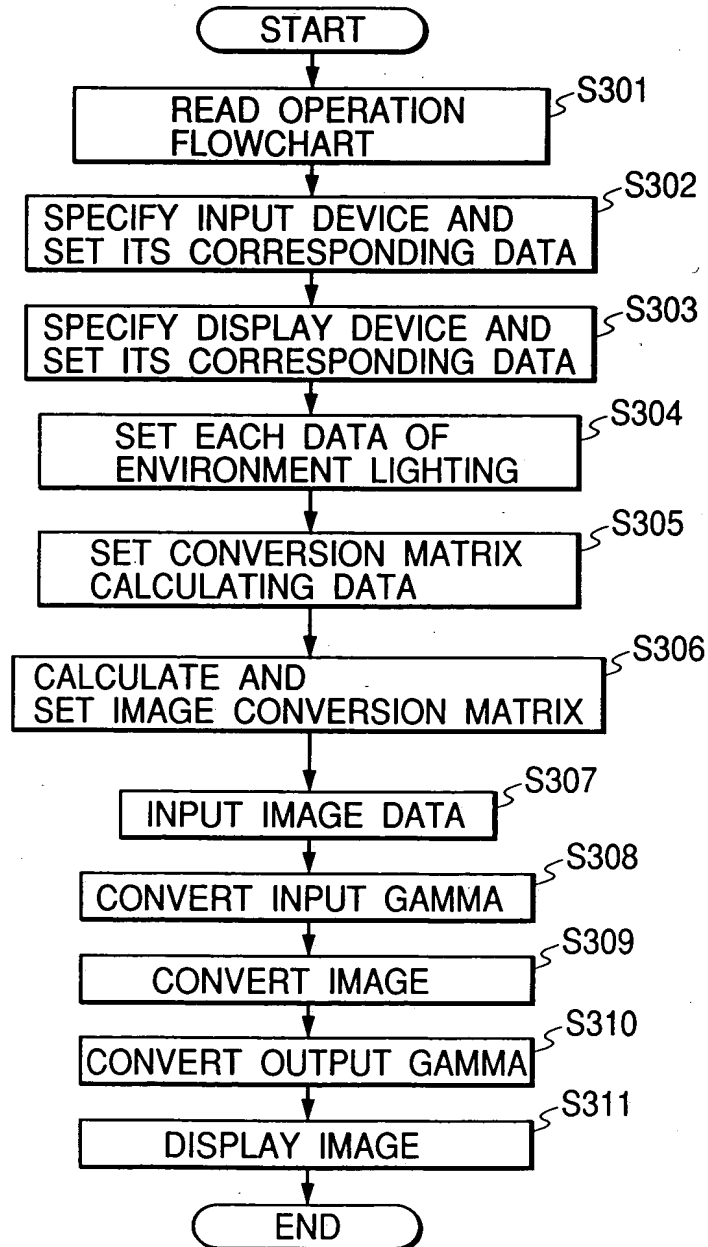 START
READ OPERATION
FLOWCHART
S301
SPECIFY INPUT DEVICE AND
SET ITS CORRESPONDING DATA
S302
SPECIFY DISPLAY DEVICE AND
SET ITS CORRESPONDING DATA
S303
SET EACH DATA OF
ENVIRONMENT LIGHTING
S304
SET CONVERSION MATRIX
CALCULATING DATA
S305
CALCULATE AND
SET IMAGE CONVERSION MATRIX
S306
INPUT IMAGE DATA
S307
CONVERT INPUT GAMMA
S308
CONVERT IMAGE
S309
CONVERT OUTPUT GAMMA
S310
DISPLAY IMAGE
S311
END